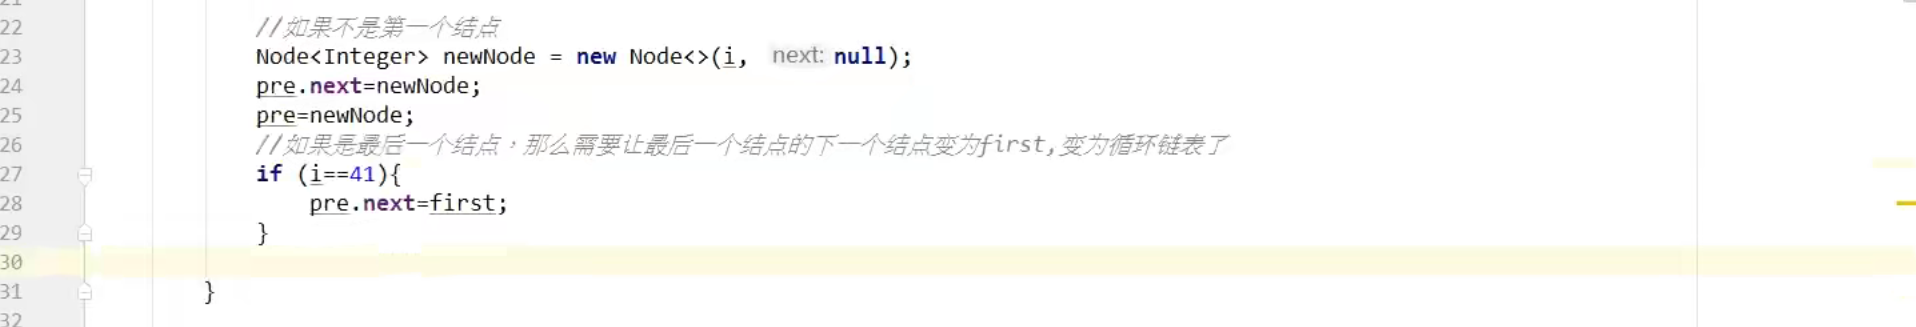 22 //如果不是第一个结点
23 Node<Integer> newNode = new Node<>(i, next: null);
24 pre.next=newNode;
25 pre=newNode;
26 //如果是最后一个结点，那么需要让最后一个结点的下一个结点变为first,变为循环链表了
27 if (i==41){
28 pre.next=first;
29 }
30
31 }
32